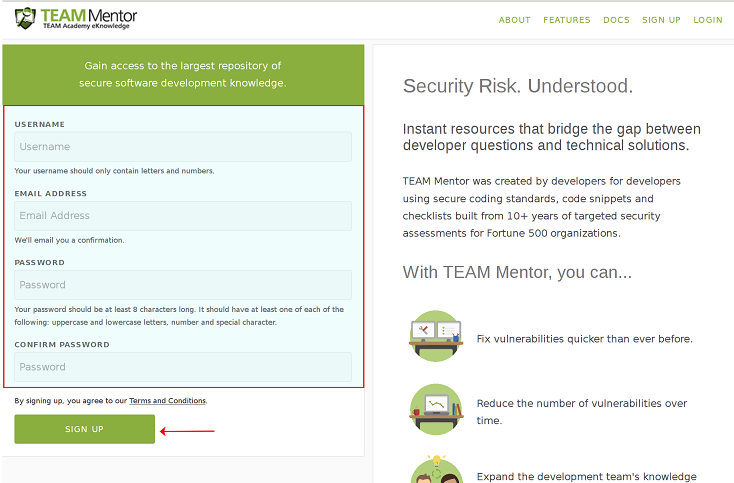 TEAM Mentor
TEAM Academy eKnowledge
ABOUT FEATURES DOCS SIGN UP LOGIN
Gain access to the largest repository of
secure software development knowledge.
USERNAME
Username
Your username should only contain letters and numbers.
EMAIL ADDRESS
Email Address
We'll email you a confirmation.
PASSWORD
Password
Your password should be at least 8 characters long. It should have at least one of each of the
following: uppercase and lowercase letters, number and special character.
CONFIRM PASSWORD
Password
By signing up, you agree to our Terms and Conditions.
SIGN UP
Security Risk. Understood.
Instant resources that bridge the gap between
developer questions and technical solutions.
TEAM Mentor was created by developers for developers
using secure coding standards, code snippets and
checklists built from 10+ years of targeted security
assessments for Fortune 500 organizations.
With TEAM Mentor, you can...
Fix vulnerabilities quicker than ever before.
Reduce the number of vulnerabilities over
time.
Expand the development team's knowledge